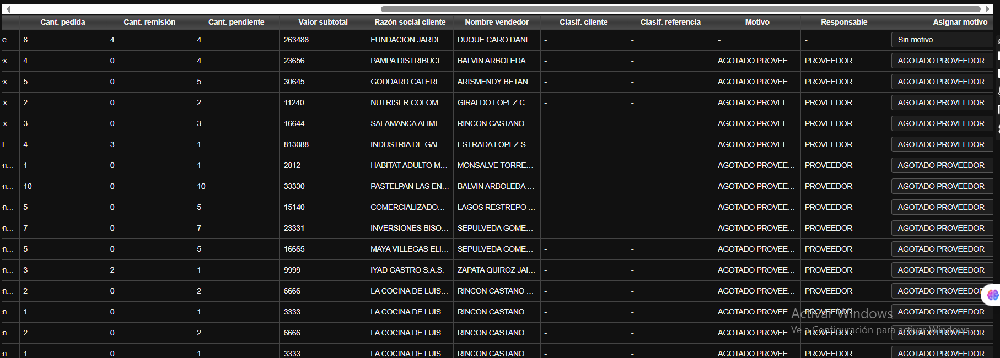 Cant. pedida Cant. remisión Cant. pendiente Valor subtotal Razón social cliente Nombre vendedor Clasif. cliente Clasif. referencia Motivo Responsable Asignar motivo
e... 8 4 4 263488 FUNDACION JARDI... DUQUE CARO DANI... - - - - Sin motivo
x... 4 0 4 23656 PAMPA DISTRIBUCI... BALVIN ARBOLEDA ... - - AGOTADO PROVEE... PROVEEDOR AGOTADO PROVEEDOR
x... 5 0 5 30645 GODDARD CATERI... ARISMENDY BETAN... - - AGOTADO PROVEE... PROVEEDOR AGOTADO PROVEEDOR
x... 2 0 2 11240 NUTRISER COLOM... GIRALDO LOPEZ C... - - AGOTADO PROVEE... PROVEEDOR AGOTADO PROVEEDOR
x... 3 0 3 16644 SALAMANCA ALIME... RINCON CASTANO ... - - AGOTADO PROVEE... PROVEEDOR AGOTADO PROVEEDOR
l... 4 3 1 813088 INDUSTRIA DE GAL... ESTRADA LOPEZ S... - - AGOTADO PROVEE... PROVEEDOR AGOTADO PROVEEDOR
n... 1 0 1 2812 HABITAT ADULTO M... MONSALVE TORRE... - - AGOTADO PROVEE... PROVEEDOR AGOTADO PROVEEDOR
n... 10 0 10 33330 PASTELPAN LAS EN... BALVIN ARBOLEDA ... - - AGOTADO PROVEE... PROVEEDOR AGOTADO PROVEEDOR
n... 5 0 5 15140 COMERCIALIZADO... LAGOS RESTREPO ... - - AGOTADO PROVEE... PROVEEDOR AGOTADO PROVEEDOR
n... 7 0 7 23331 INVERSIONES BISO... SEPULVEDA GOME... - - AGOTADO PROVEE... PROVEEDOR AGOTADO PROVEEDOR
n... 5 0 5 16665 MAYA VILLEGAS ELI... SEPULVEDA GOME... - - AGOTADO PROVEE... PROVEEDOR AGOTADO PROVEEDOR
n... 3 2 1 9999 IYAD GASTRO S.A.S. ZAPATA QUIROZ JAI... - - AGOTADO PROVEE... PROVEEDOR AGOTADO PROVEEDOR
n... 2 0 2 6666 LA COCINA DE LUIS... RINCON CASTANO ... - - AGOTADO PROVEE... PROVEEDOR AGOTADO PROVEEDOR
n... 1 0 1 3333 LA COCINA DE LUIS... RINCON CASTANO ... - - AGOTADO PROVEE... PROVEEDOR AGOTADO PROVEEDOR
Activar Windows
n... 2 0 2 6666 LA COCINA DE LUIS... RINCON CASTANO ... - - AGOTADO PROVEE... PROVEEDOR AGOTADO PROVEEDOR
Ve a Configuración para activar Windows.
n... 1 0 1 3333 LA COCINA DE LUIS... RINCON CASTANO ... - - AGOTADO PROVEE... PROVEEDOR AGOTADO PROVEEDOR